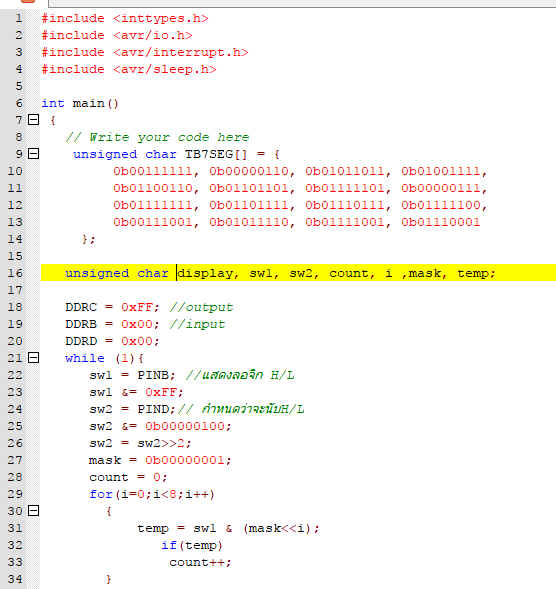 1 #include <inttypes.h>
2 #include <avr/io.h>
3 #include <avr/interrupt.h>
4 #include <avr/sleep.h>
5
6 int main()
7 {
8 // Write your code here
9 unsigned char TB7SEG[] = {
10 0b00111111, 0b00000110, 0b01011011, 0b01001111,
11 0b01100110, 0b01101101, 0b01111101, 0b00000111,
12 0b01111111, 0b01101111, 0b01110111, 0b01111100,
13 0b00111001, 0b01011110, 0b01111001, 0b01110001
14 };
15
16 unsigned char display, sw1, sw2, count, i ,mask, temp;
17
18 DDRC = 0xFF; //output
19 DDRB = 0x00; //input
20 DDRD = 0x00;
21 while (1){
22 sw1 = PINB; //แสดงลอจิก H/L
23 sw1 &= 0xFF;
24 sw2 = PIND;// กำหนดว่าจะนับH/L
25 sw2 &= 0b00000100;
26 sw2 = sw2>>2;
27 mask = 0b00000001;
28 count = 0;
29 for(i=0;i<8;i++)
30 {
31 temp = sw1 & (mask<<i);
32 if(temp)
33 count++;
34 }